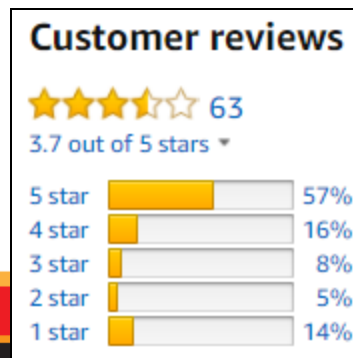 Customer reviews
63
3.7 out of 5 stars
5 star 57%
4 star 16%
3 star 8%
2 star 5%
1 star 14%